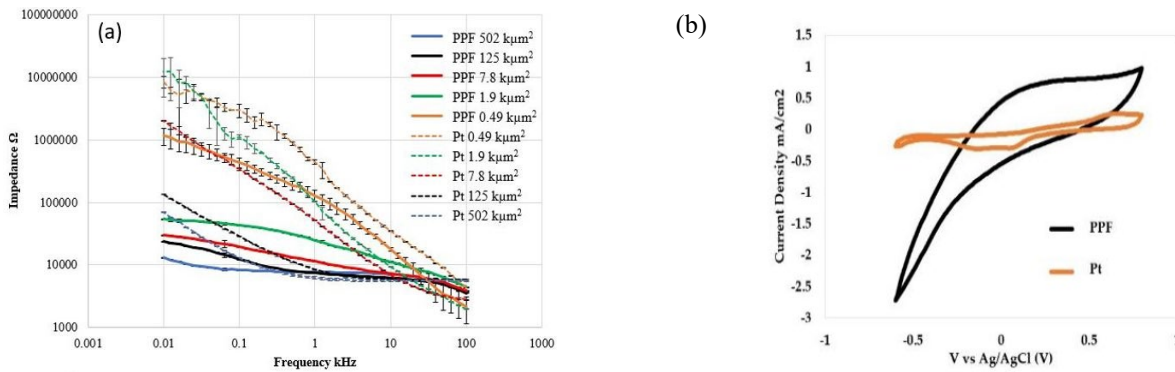 (a)
100000000
10000000
1000000
100000
10000
1000
Impedance Ω
0.001 0.01 0.1 1 10 100 1000
Frequency kHz
PPF 502 kµm²
PPF 125 kµm²
PPF 7.8 kµm²
PPF 1.9 kµm²
PPF 0.49 kµm²
Pt 0.49 kµm²
Pt 1.9 kµm²
Pt 7.8 kµm²
Pt 125 kµm²
Pt 502 kµm²
(b)
1.5
1
0.5
0
-0.5
-1
-1.5
-2
-2.5
-3
Current Density mA/cm2
-1 -0.5 0 0.5 1
V vs Ag/AgCl (V)
PPF
Pt